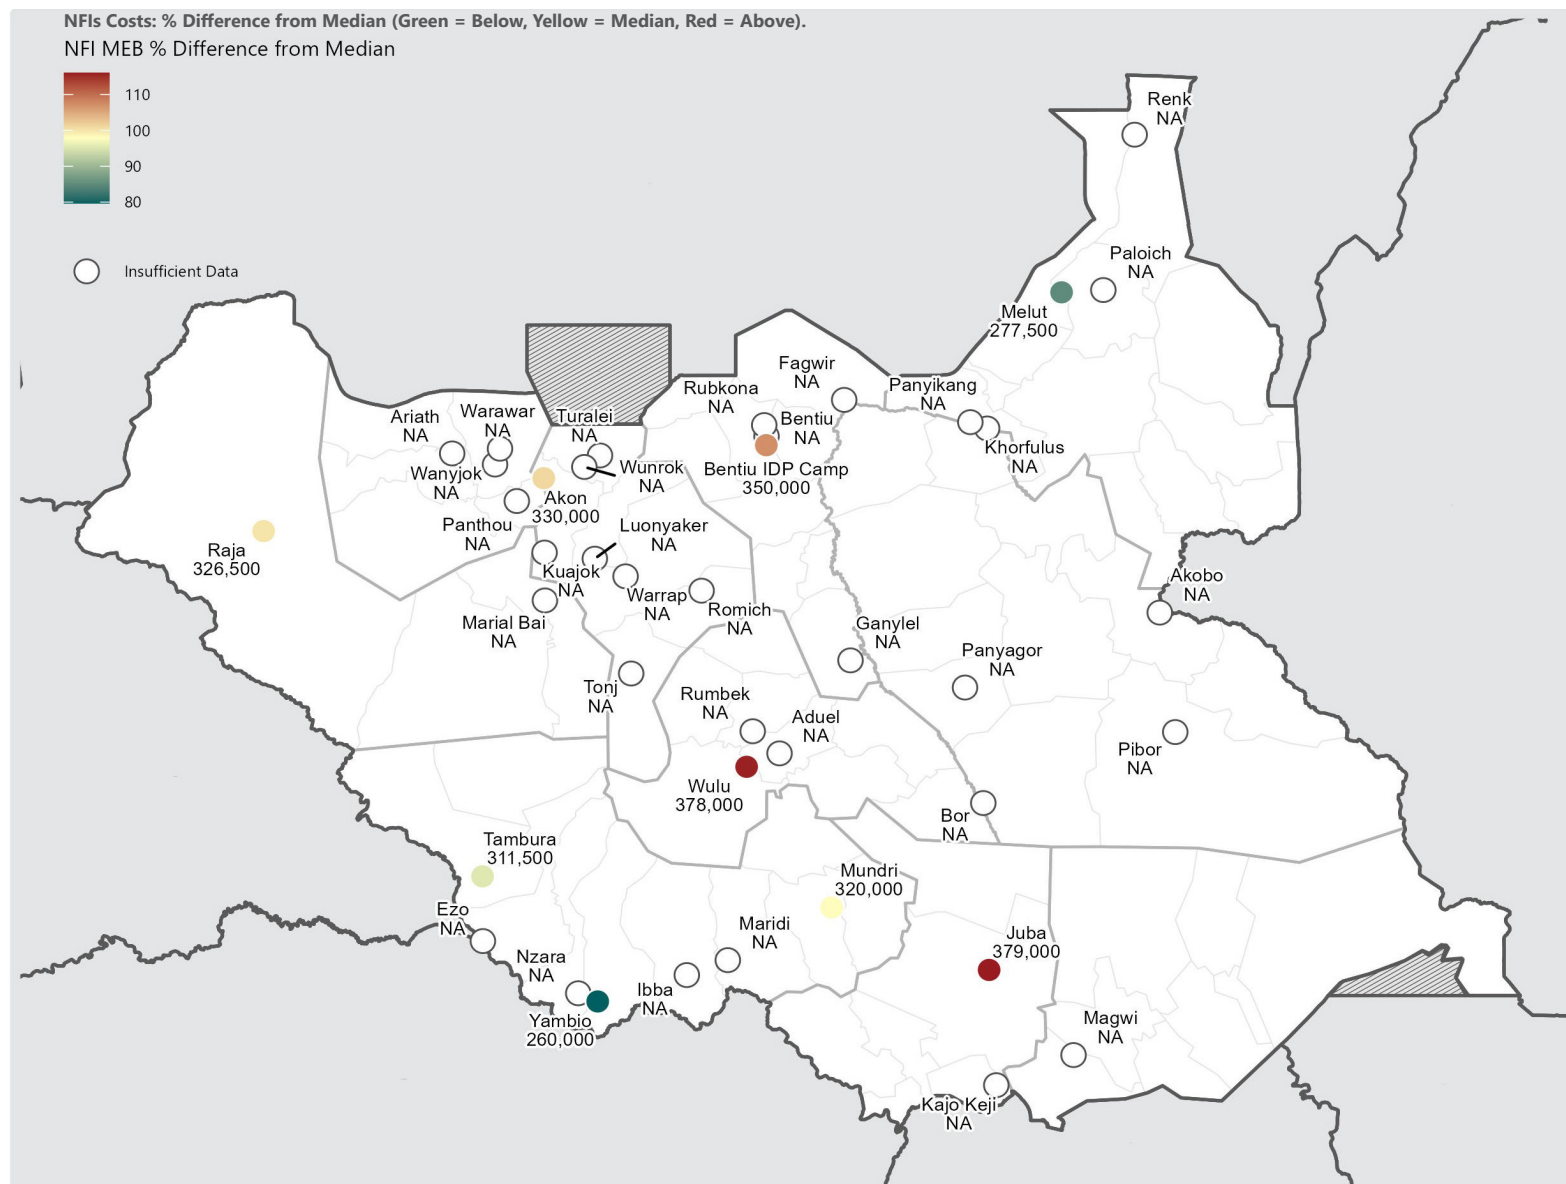 NFIs Costs: % Difference from Median (Green = Below, Yellow = Median, Red = Above).
NFI MEB % Difference from Median
110
100
90
80
Insufficient Data
Renk
NA
Paloich
NA
Melut
277,500
Fagwir
NA
Panyikang
NA
Rubkona
NA
Bentiu
NA
Khorfulus
NA
Bentiu IDP Camp
350,000
Ariath
NA
Warawar
NA
Turalei
NA
Wanyjok
NA
Wunrok
NA
Akon
330,000
Panthou
NA
Luonyaker
NA
Raja
326,500
Kuajok
NA
Warrap
NA
Romich
NA
Marial Bai
NA
Akobo
NA
Ganylel
NA
Panyagor
NA
Tonj
NA
Rumbek
NA
Aduel
NA
Pibor
NA
Wulu
378,000
Bor
NA
Tambura
311,500
Mundri
320,000
Ezo
NA
Maridi
NA
Juba
379,000
Nzara
NA
Ibba
NA
Yambio
260,000
Magwi
NA
Kajo Keji
NA